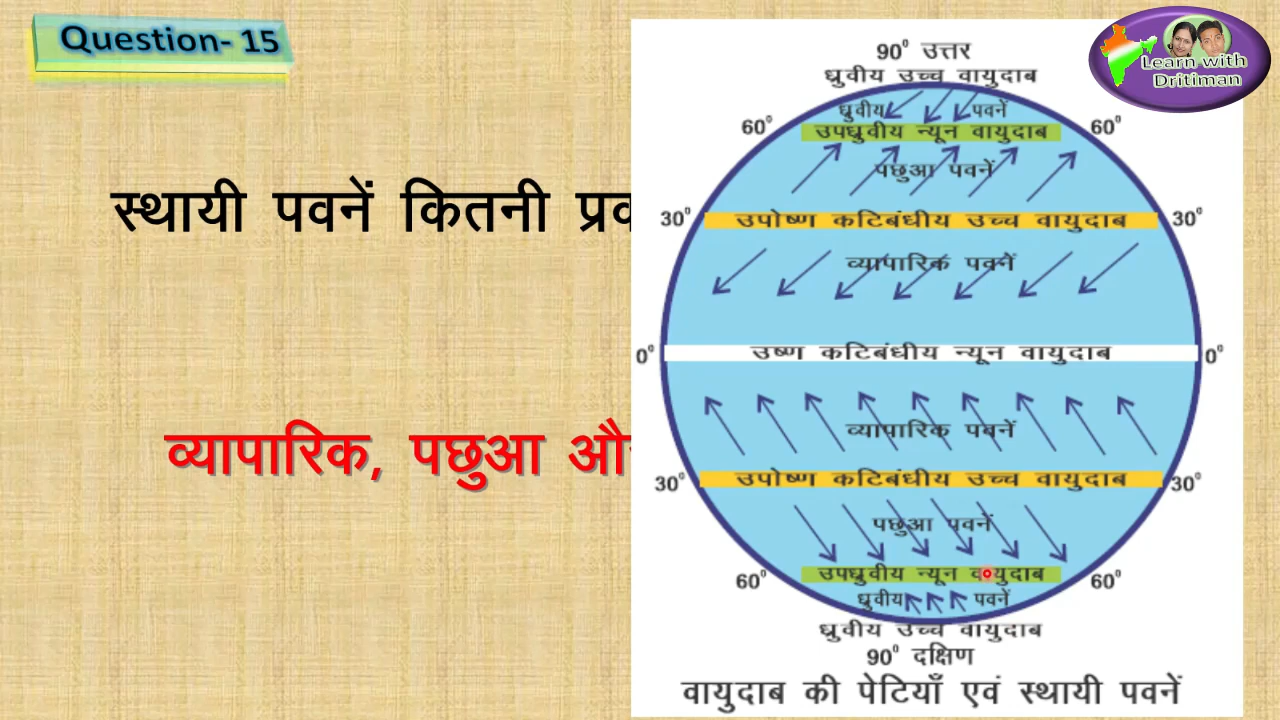 Question- 15
Learn with
Dritiman
स्थायी पवनें कितनी
व्यापारिक, पछुआ
90° उत्तर
ध्रुवीय उच्च वायुदाब
ध्रुवीय पवनें
60° 60°
उपध्रुवीय न्यून वायुदाब
पछुआ पवनें
30° उपोष्ण कटिबंधीय उच्च वायुदाब 30°
व्यापारिक पवनें
0° उष्ण कटिबंधीय न्यून वायुदाब 0°
व्यापारिक पवनें
30° उपोष्ण कटिबंधीय उच्च वायुदाब 30°
पछुआ पवनें
60° उपध्रुवीय न्यून वायुदाब 60°
ध्रुवीय पवनें
ध्रुवीय उच्च वायुदाब
90° दक्षिण
वायुदाब की पेटियाँ एवं स्थायी पवनें